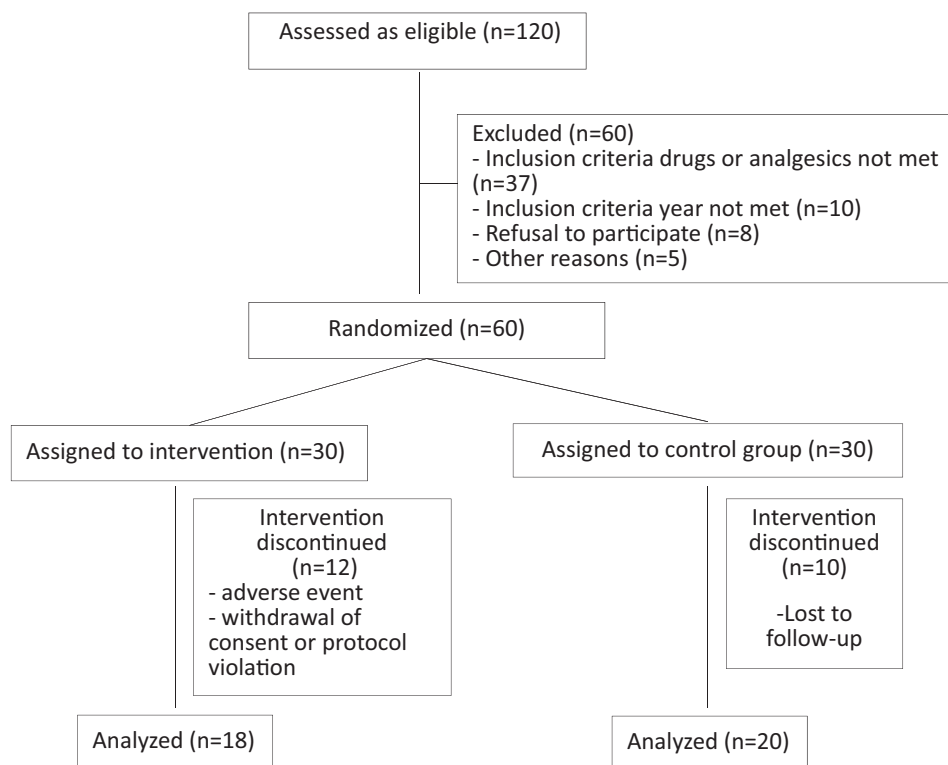 Assessed as eligible (n=120)
Excluded (n=60)
- Inclusion criteria drugs or analgesics not met
(n=37)
- Inclusion criteria year not met (n=10)
- Refusal to participate (n=8)
- Other reasons (n=5)
Randomized (n=60)
Assigned to intervention (n=30)
Assigned to control group (n=30)
Intervention
discontinued
(n=12)
- adverse event
- withdrawal of
consent or protocol
violation
Intervention
discontinued
(n=10)
-Lost to
follow-up
Analyzed (n=18)
Analyzed (n=20)